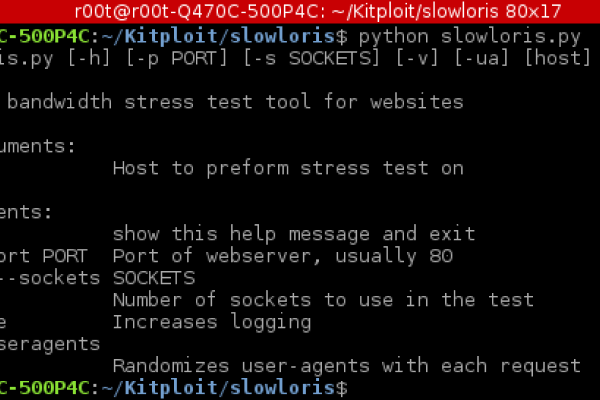 r00t@r00t-Q470C-500P4C: ~/Kitploit/slowloris 80x17
C-500P4C:~/Kitploit/slowloris$ python slowloris.py
is.py [-h] [-p PORT] [-s SOCKETS] [-v] [-ua] [host]
bandwidth stress test tool for websites
uments:
Host to preform stress test on
ents:
show this help message and exit
ort PORT Port of webserver, usually 80
--sockets SOCKETS
Number of sockets to use in the test
e Increases logging
seragents
Randomizes user-agents with each request
C-500P4C:~/Kitploit/slowloris$